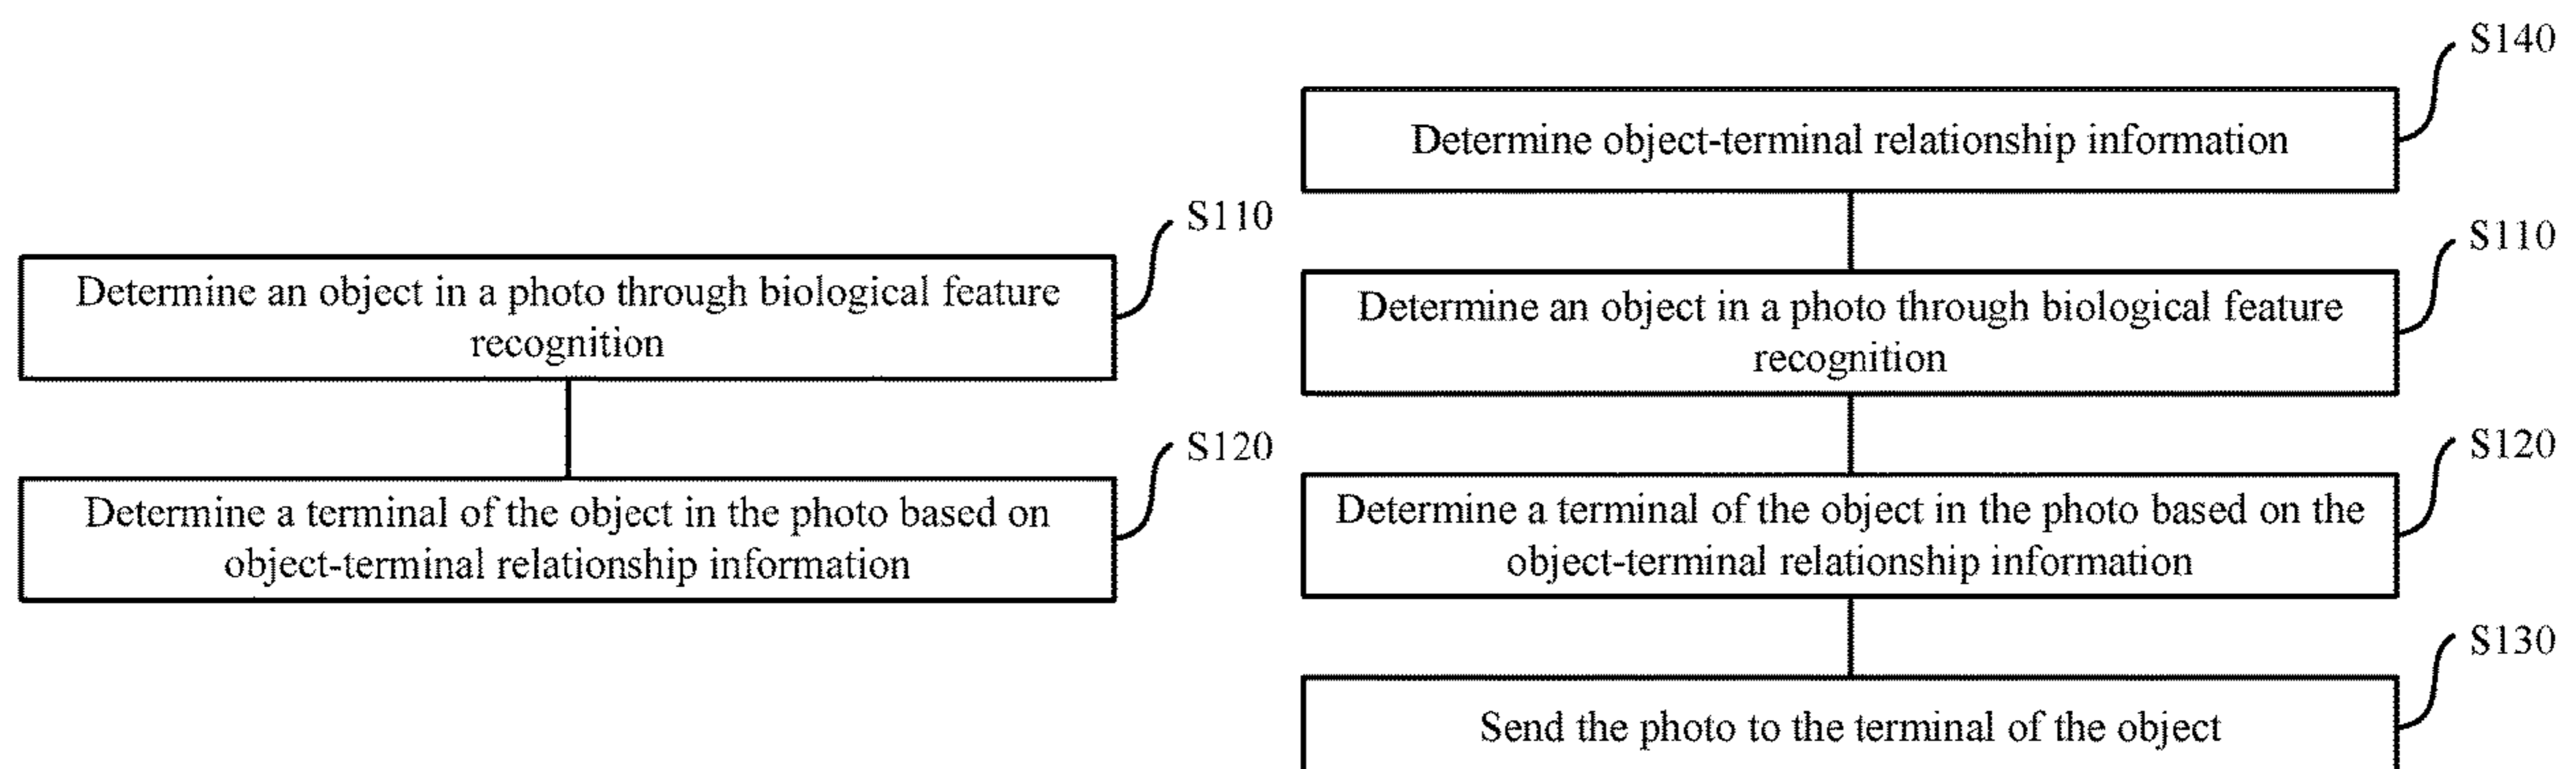 S110
Determine an object in a photo through biological feature
recognition
S120
Determine a terminal of the object in the photo based on
object-terminal relationship information
S140
Determine object-terminal relationship information
S110
Determine an object in a photo through biological feature
recognition
S120
Determine a terminal of the object in the photo based on the
object-terminal relationship information
S130
Send the photo to the terminal of the object